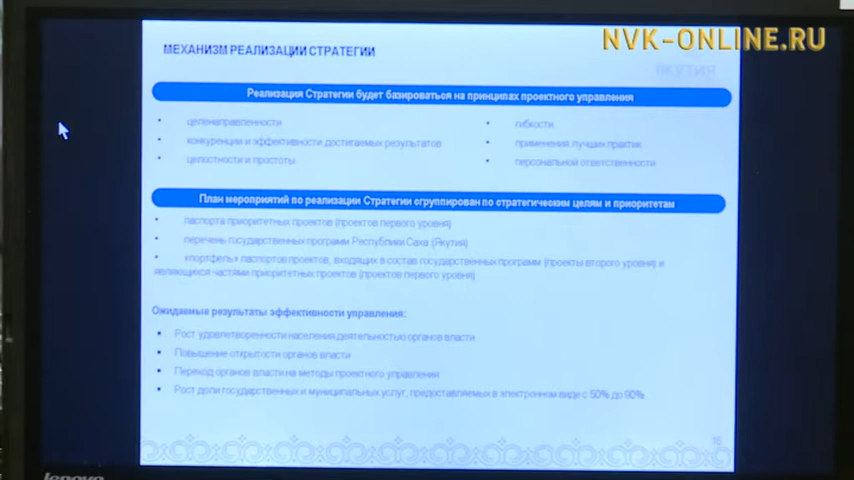 NVK-ONLINE.RU
МЕХАНИЗМ РЕАЛИЗАЦИИ СТРАТЕГИИ
ЯКУТИЯ
Реализация Стратегии будет базироваться на принципах проектного управления
• целенаправленности
• гибкости
• конкуренции и эффективности достигаемых результатов
• применения лучших практик
• целостности и простоты
• персональной ответственности
План мероприятий по реализации Стратегии сгруппирован по стратегическим целям и приоритетам
• паспорта приоритетных проектов (проектов первого уровня)
• перечень государственных программ Республики Саха (Якутия)
• «портфель» паспортов проектов, входящих в состав государственных программ (проекты второго уровня) и
являющихся частями приоритетных проектов (проектов первого уровня)
Ожидаемые результаты эффективности управления:
▪ Рост удовлетворенности населения деятельностью органов власти
▪ Повышение открытости органов власти
▪ Переход органов власти на методы проектного управления
▪ Рост доли государственных и муниципальных услуг, предоставляемых в электронном виде с 50% до 90%
lenovo